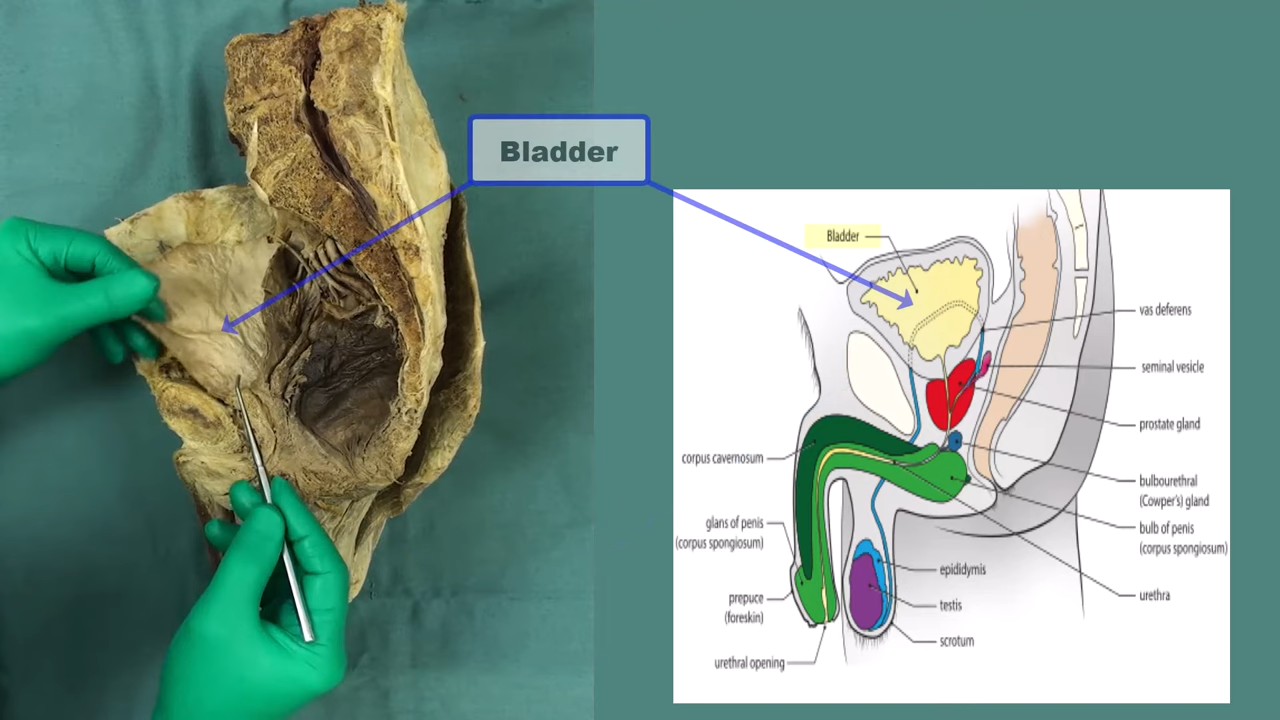 Bladder
Bladder
vas deferens
seminal vesicle
prostate gland
corpus cavernosum
bulbourethral
(Cowper's) gland
glans of penis
(corpus spongiosum)
bulb of penis
(corpus spongiosum)
epididymis
urethra
prepuce
(foreskin)
testis
scrotum
urethral opening